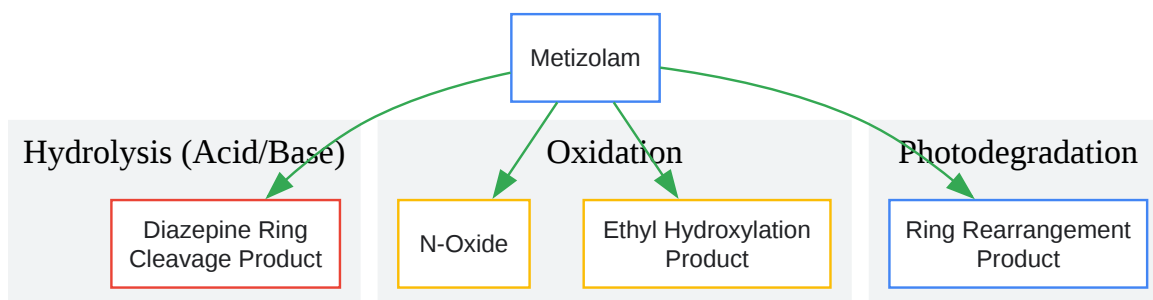 Metizolam
Hydrolysis (Acid/Base)
Oxidation
Photodegradation
Diazepine Ring
Cleavage Product
N-Oxide
Ethyl Hydroxylation
Product
Ring Rearrangement
Product